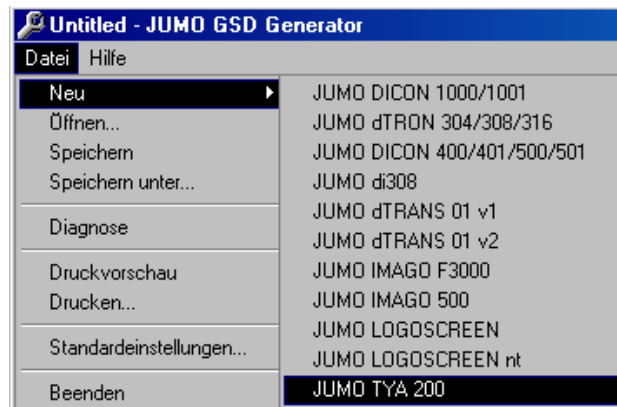 Untitled - JUMO GSD Generator
Datei Hilfe
Neu
Öffnen...
Speichern
Speichern unter...
Diagnose
Druckvorschau
Drucken...
Standardeinstellungen...
Beenden
JUMO DICON 1000/1001
JUMO dTRON 304/308/316
JUMO DICON 400/401/500/501
JUMO di308
JUMO dTRANS 01 v1
JUMO dTRANS 01 v2
JUMO IMAGO F3000
JUMO IMAGO 500
JUMO LOGOSCREEN
JUMO LOGOSCREEN nt
JUMO TYA 200